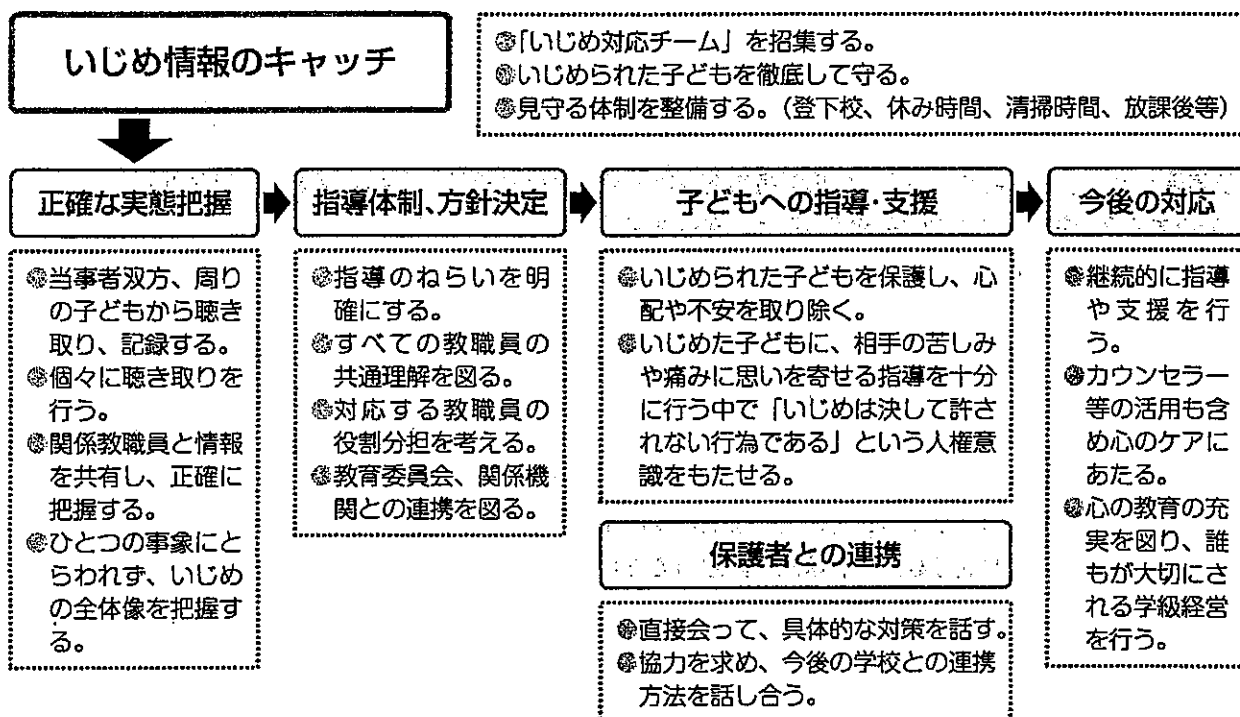 いじめ情報のキャッチ
●「いじめ対応チーム」を招集する。
●いじめられた子どもを徹底して守る。
●見守る体制を整備する。(登下校、休み時間、清掃時間、放課後等)
正確な実態把握
●当事者双方、周り
の子どもから聴き
取り、記録する。
●個々に聴き取りを
行う。
●関係教職員と情報
を共有し、正確に
把握する。
●ひとつの事象にと
らわれず、いじめ
の全体像を把握す
る。
指導体制、方針決定
●指導のねらいを明
確にする。
●すべての教職員の
共通理解を図る。
●対応する教職員の
役割分担を考える。
●教育委員会、関係機
関との連携を図る。
子どもへの指導・支援
●いじめられた子どもを保護し、心
配や不安を取り除く。
●いじめた子どもに、相手の苦しみ
や痛みに思いを寄せる指導を十分
に行う中で「いじめは決して許さ
れない行為である」という人権意
識をもたせる。
保護者との連携
●直接会って、具体的な対策を話す。
●協力を求め、今後の学校との連携
方法を話し合う。
今後の対応
●継続的に指導
や支援を行
う。
●カウンセラー
等の活用も含
め心のケアに
あたる。
●心の教育の充
実を図り、誰
もが大切にさ
れる学級経営
を行う。